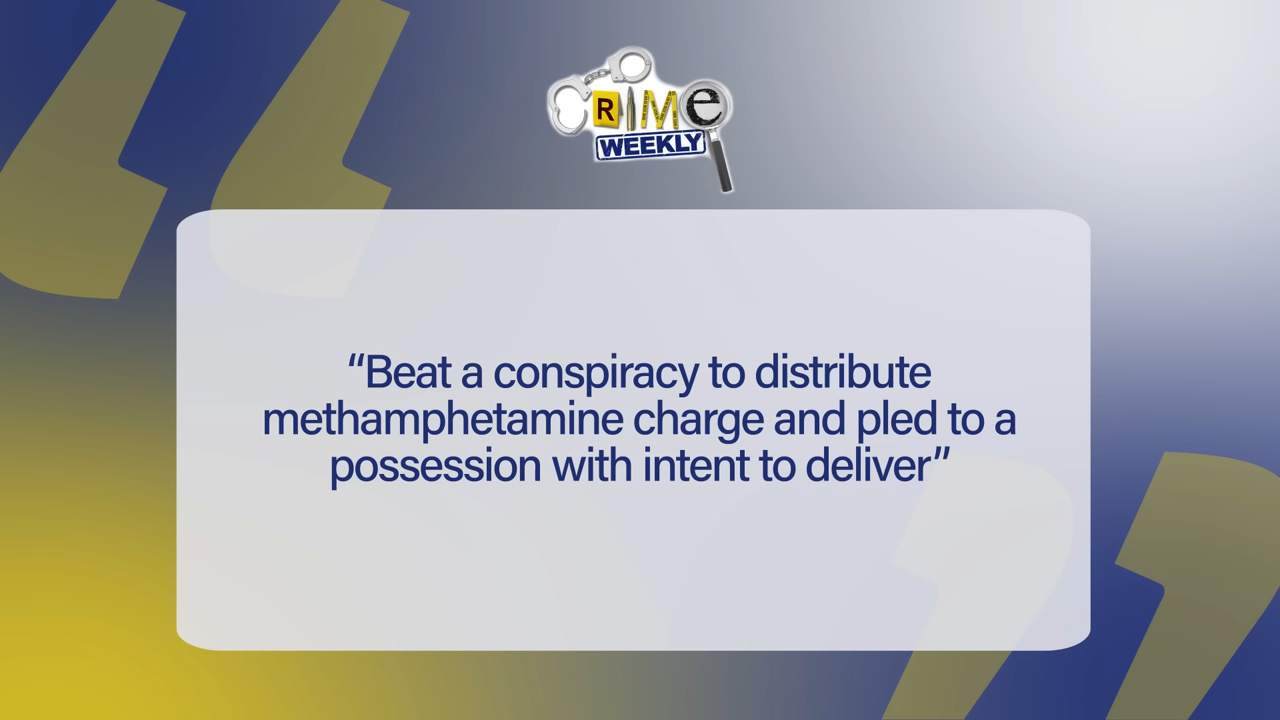 CRIMe
WEEKLY
“Beat a conspiracy to distribute
methamphetamine charge and pled to a
possession with intent to deliver”